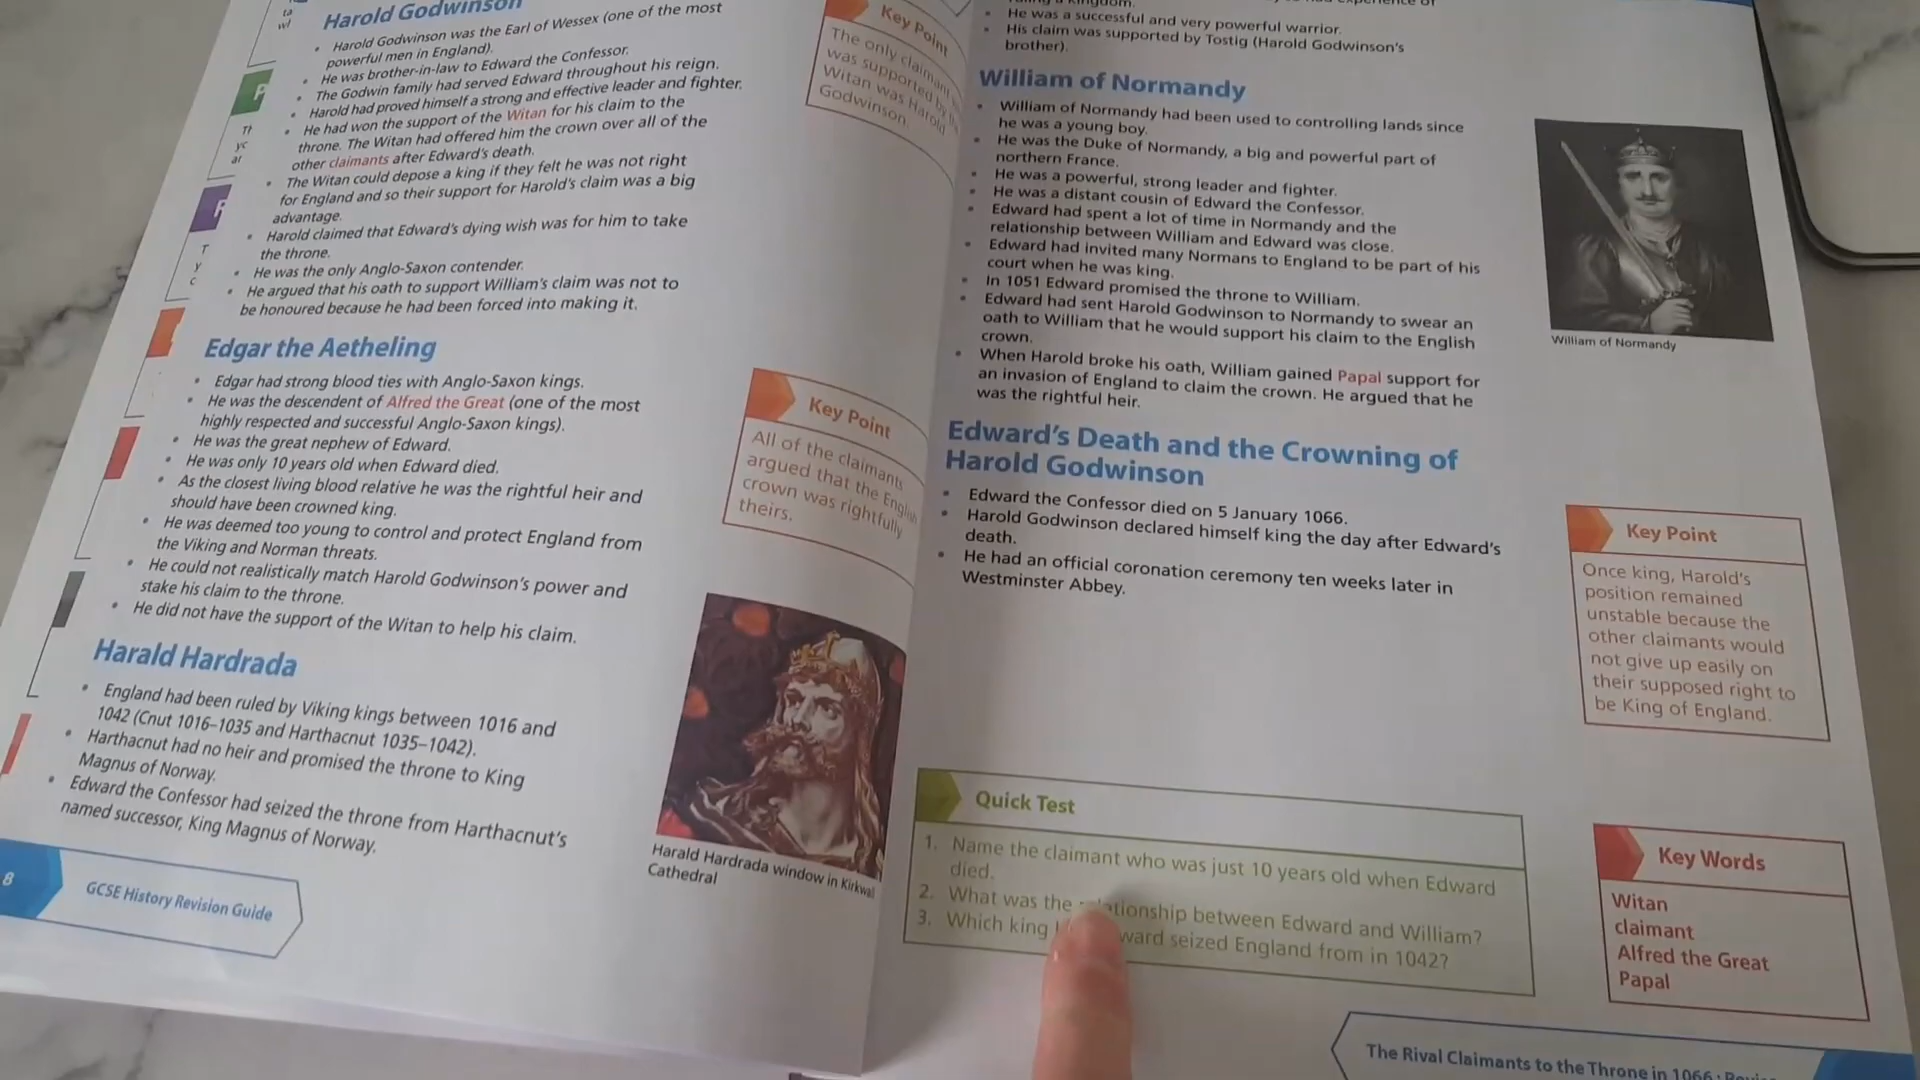 Harold Godwinson
Harold Godwinson was the Earl of Wessex (one of the most
powerful men in England).
He was brother-in-law to Edward the Confessor.
The Godwin family had served Edward throughout his reign.
Harold had proved himself a strong and effective leader and fighter.
He had won the support of the Witan for his claim to the
throne. The Witan had offered him the crown over all of the
other claimants after Edward's death.
The Witan could depose a king if they felt he was not right
for England and so their support for Harold's claim was a big
advantage.
Harold claimed that Edward's dying wish was for him to take
the throne.
He was the only Anglo-Saxon contender.
He argued that his oath to support William's claim was not to
be honoured because he had been forced into making it.
Key Point
The only claimant
was supported by the
Witan was Harold
Godwinson.
Edgar the Aetheling
Edgar had strong blood ties with Anglo-Saxon kings.
He was the descendent of Alfred the Great (one of the most
highly respected and successful Anglo-Saxon kings).
He was the great nephew of Edward.
He was only 10 years old when Edward died.
As the closest living blood relative he was the rightful heir and
should have been crowned king.
He was deemed too young to control and protect England from
the Viking and Norman threats.
He could not realistically match Harold Godwinson's power and
stake his claim to the throne.
He did not have the support of the Witan to help his claim.
Key Point
All of the claimants
argued that the English
crown was rightfully
theirs.
Harald Hardrada
England had been ruled by Viking kings between 1016 and
1042 (Cnut 1016–1035 and Harthacnut 1035–1042).
Harthacnut had no heir and promised the throne to King
Magnus of Norway.
Edward the Confessor had seized the throne from Harthacnut's
named successor, King Magnus of Norway.
Harald Hardrada window in Kirkwall
Cathedral
8
GCSE History Revision Guide
He was a successful and very powerful warrior.
His claim was supported by Tostig (Harold Godwinson's
brother).
William of Normandy
William of Normandy had been used to controlling lands since
he was a young boy.
He was the Duke of Normandy, a big and powerful part of
northern France.
He was a powerful, strong leader and fighter.
He was a distant cousin of Edward the Confessor.
Edward had spent a lot of time in Normandy and the
relationship between William and Edward was close.
Edward had invited many Normans to England to be part of his
court when he was king.
In 1051 Edward promised the throne to William.
Edward had sent Harold Godwinson to Normandy to swear an
oath to William that he would support his claim to the English
crown.
When Harold broke his oath, William gained Papal support for
an invasion of England to claim the crown. He argued that he
was the rightful heir.
William of Normandy
Edward's Death and the Crowning of
Harold Godwinson
Edward the Confessor died on 5 January 1066.
Harold Godwinson declared himself king the day after Edward's
death.
He had an official coronation ceremony ten weeks later in
Westminster Abbey.
Key Point
Once king, Harold's
position remained
unstable because the
other claimants would
not give up easily on
their supposed right to
be King of England.
Quick Test
1. Name the claimant who was just 10 years old when Edward
died.
2. What was the relationship between Edward and William?
3. Which king seized England from in 1042?
Key Words
Witan
claimant
Alfred the Great
Papal
The Rival Claimants to the Throne in 1066: